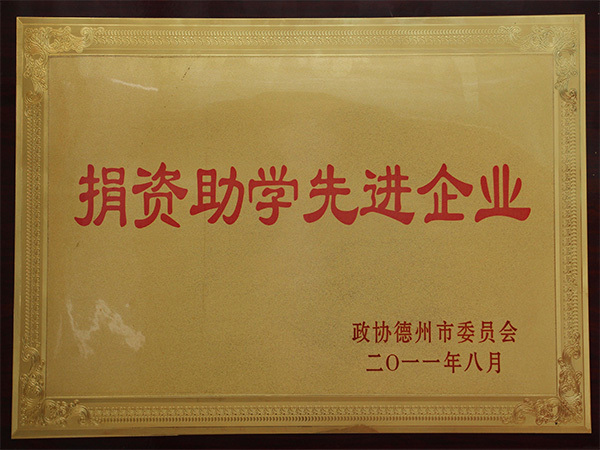 捐资助学先进企业
政协德州市委员会
二〇一一年八月